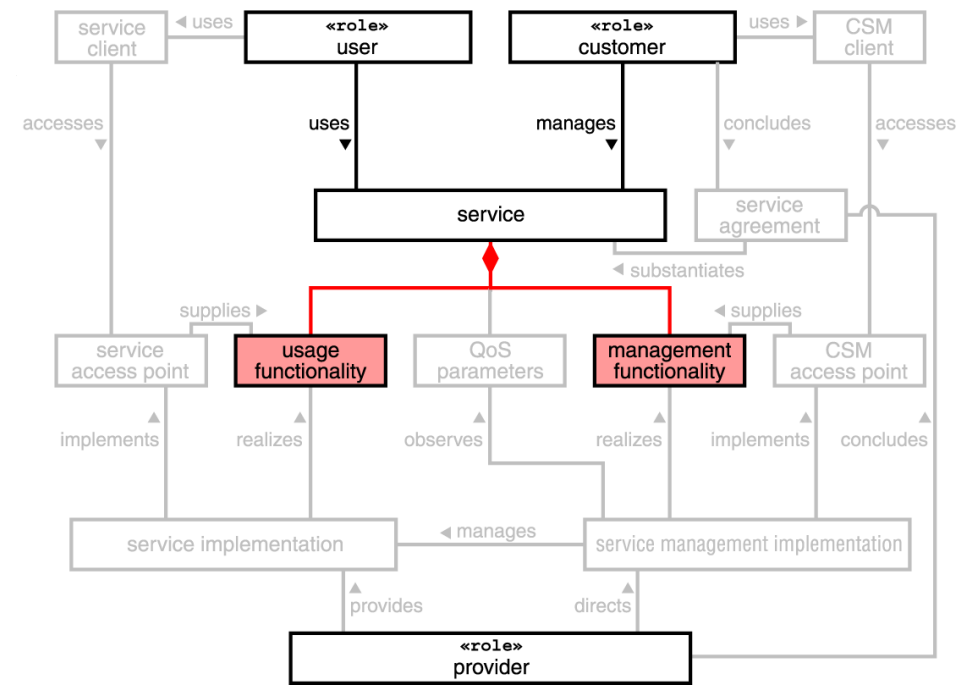 service
client
◀ uses
«role»
user
«role»
customer
uses ▶
CSM
client
accesses
▼
uses
▼
manages
▼
concludes
▼
accesses
▼
service
service
agreement
◀ substantiates
supplies ▶
◀ supplies
service
access point
usage
functionality
QoS
parameters
management
functionality
CSM
access point
▲
implements
▲
realizes
▲
observes
▲
realizes
▲
implements
▲
concludes
service implementation
◀ manages
service management implementation
▲
provides
▲
directs
«role»
provider